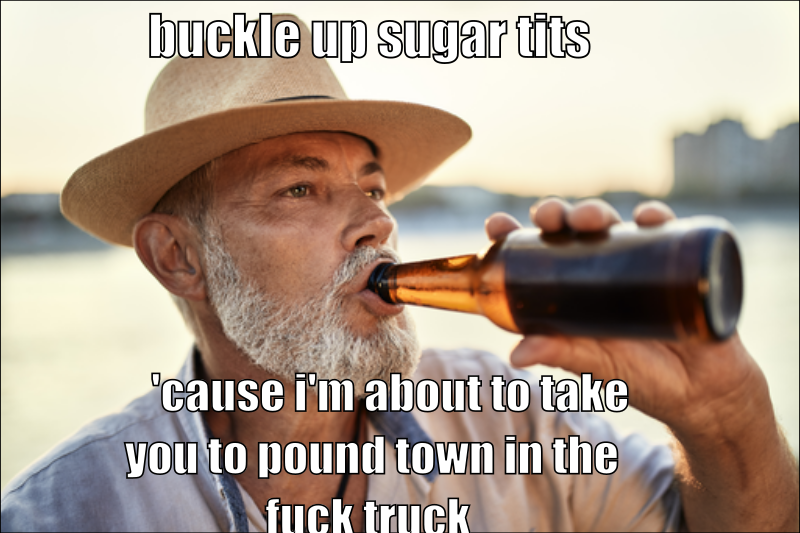 buckle up sugar tits
'cause i'm about to take
you to pound town in the
fuck truck